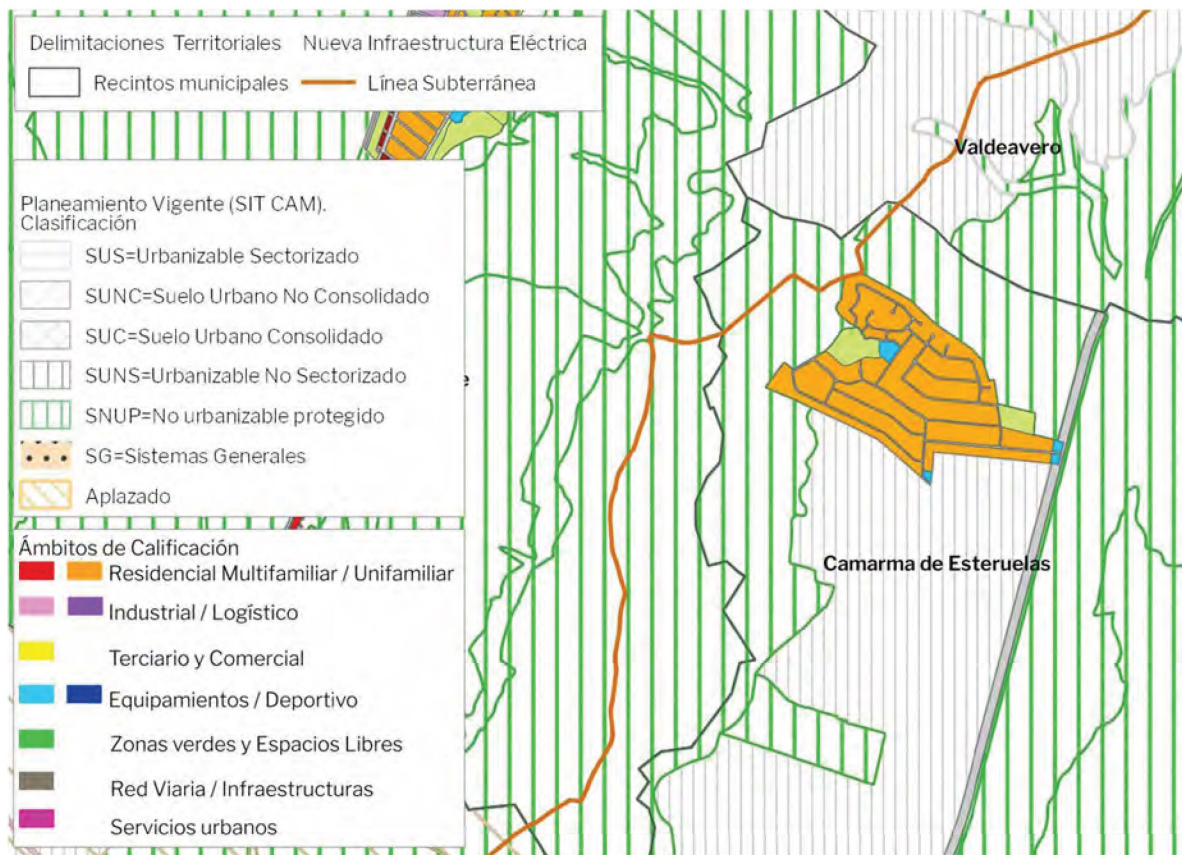 Delimitaciones Territoriales
Recintos municipales
Nueva Infraestructura Eléctrica
Línea Subterránea
Planeamiento Vigente (SIT CAM).
Clasificación
SUS=Urbanizable Sectorizado
SUNC=Suelo Urbano No Consolidado
SUC=Suelo Urbano Consolidado
SUNS=Urbanizable No Sectorizado
SNUP=No urbanizable protegido
SG=Sistemas Generales
Aplazado
Ámbitos de Calificación
Residencial Multifamiliar / Unifamiliar
Industrial / Logístico
Terciario y Comercial
Equipamientos / Deportivo
Zonas verdes y Espacios Libres
Red Viaria / Infraestructuras
Servicios urbanos
Valdeavero
Camarma de Esteruelas
e